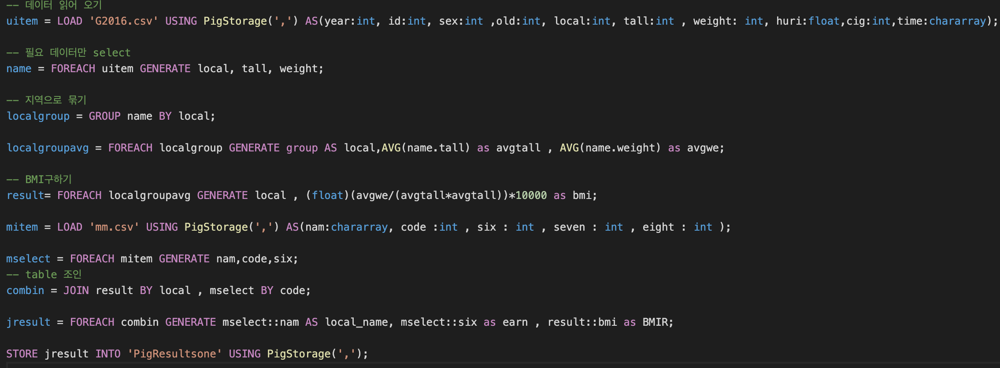 -- 데이터 읽어 오기
uitem = LOAD 'G2016.csv' USING PigStorage(',') AS(year:int, id:int, sex:int ,old:int, local:int, tall:int , weight: int, huri:float,cig:int,time:chararray);
-- 필요 데이터만 select
name = FOREACH uitem GENERATE local, tall, weight;
-- 지역으로 묶기
localgroup = GROUP name BY local;
localgroupavg = FOREACH localgroup GENERATE group AS local,AVG(name.tall) as avgtall , AVG(name.weight) as avgwe;
-- BMI구하기
result= FOREACH localgroupavg GENERATE local , (float)(avgwe/(avgtall*avgtall))*10000 as bmi;
mitem = LOAD 'mm.csv' USING PigStorage(',') AS(nam:chararray, code :int , six : int , seven : int , eight : int );
mselect = FOREACH mitem GENERATE nam,code,six;
-- table 조인
combin = JOIN result BY local , mselect BY code;
jresult = FOREACH combin GENERATE mselect::nam AS local_name, mselect::six as earn , result::bmi as BMIR;
STORE jresult INTO 'PigResultsone' USING PigStorage(',');